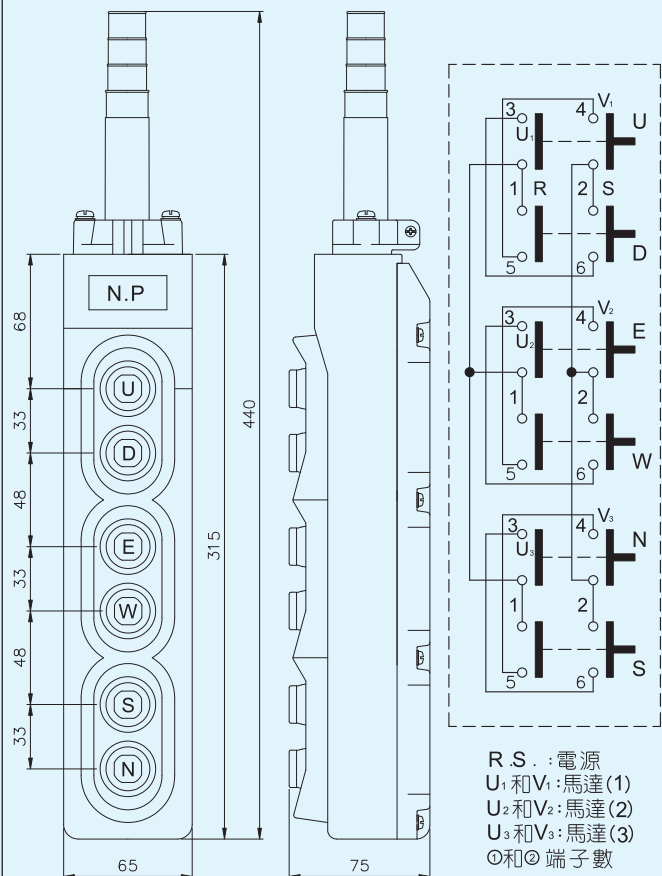 N.P
U
D
E
W
S
N
68
33
48
33
48
33
315
440
65
75
3 4 V₁ U
U₁
1 R 2 S
D
5 6
3 4 V₂ E
U₂
1 2
5 6 W
3 4 V₃ N
U₃
1 2
5 6 S
R.S.:電源
U₁和V₁:馬達(1)
U₂和V₂:馬達(2)
U₃和V₃:馬達(3)
①和②端子數